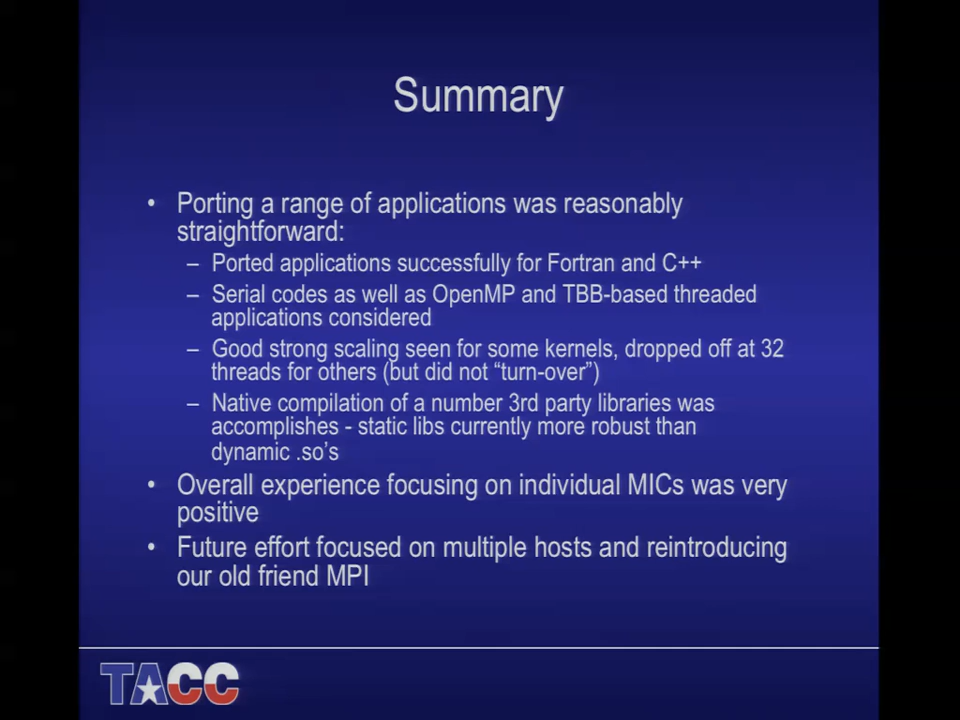 Summary
• Porting a range of applications was reasonably
straightforward:
– Ported applications successfully for Fortran and C++
– Serial codes as well as OpenMP and TBB-based threaded
applications considered
– Good strong scaling seen for some kernels, dropped off at 32
threads for others (but did not “turn-over”)
– Native compilation of a number 3rd party libraries was
accomplishes - static libs currently more robust than
dynamic .so’s
• Overall experience focusing on individual MICs was very
positive
• Future effort focused on multiple hosts and reintroducing
our old friend MPI
TACC